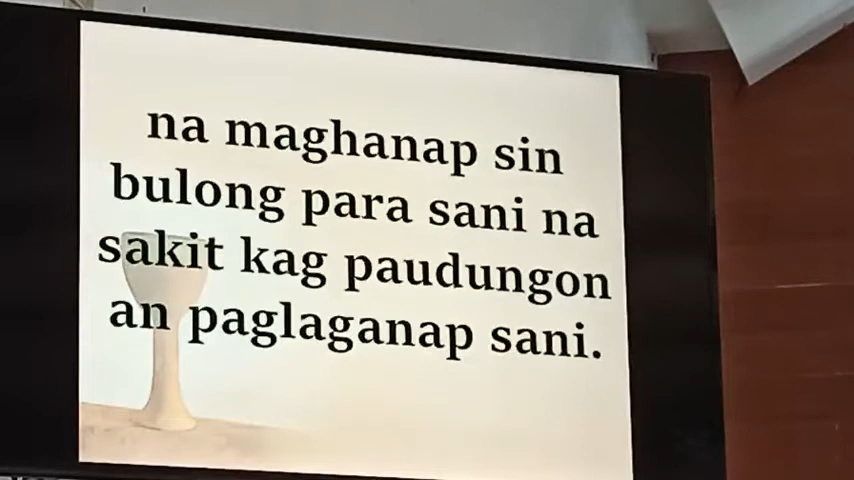 na maghanap sin
bulong para sani na
sakit kag paudungon
an paglaganap sani.